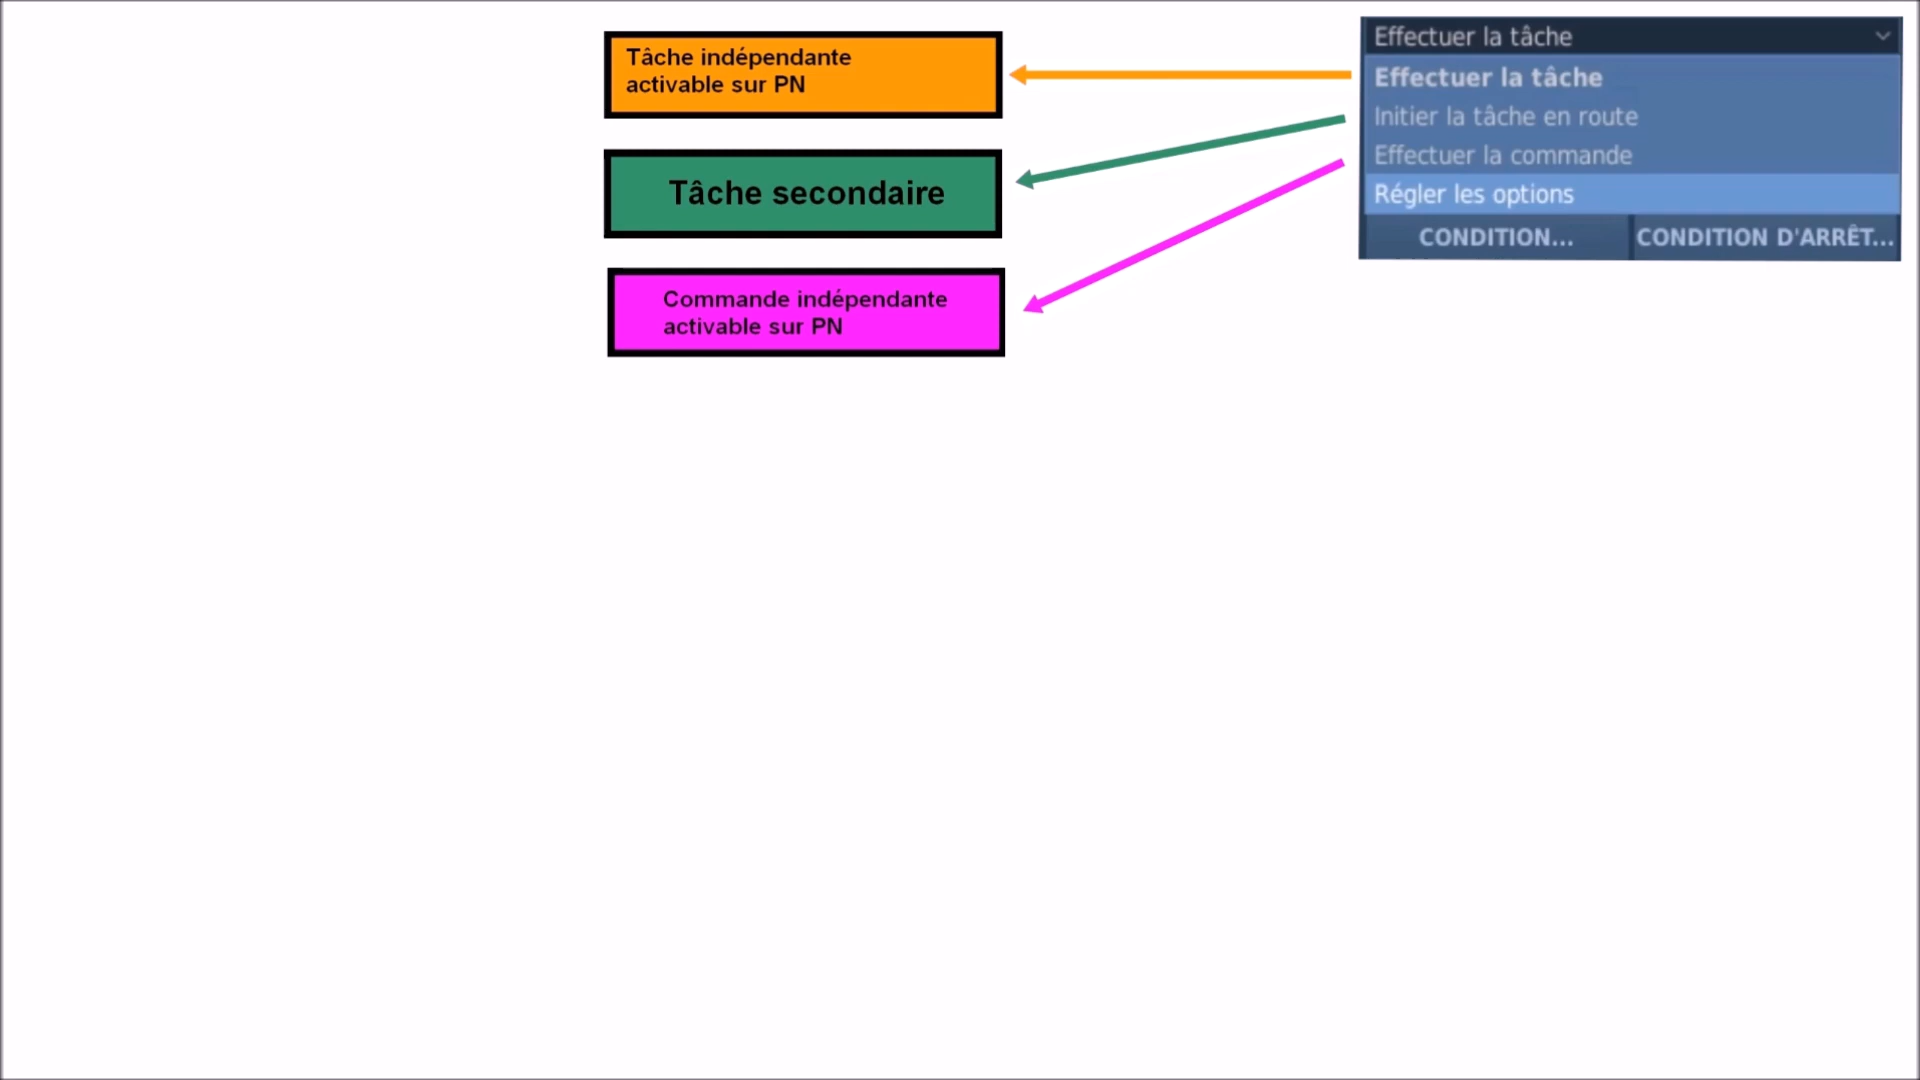 Tâche indépendante
activable sur PN
Tâche secondaire
Commande indépendante
activable sur PN
Effectuer la tâche
Effectuer la tâche
Initier la tâche en route
Effectuer la commande
Régler les options
CONDITION...
CONDITION D'ARRÊT...